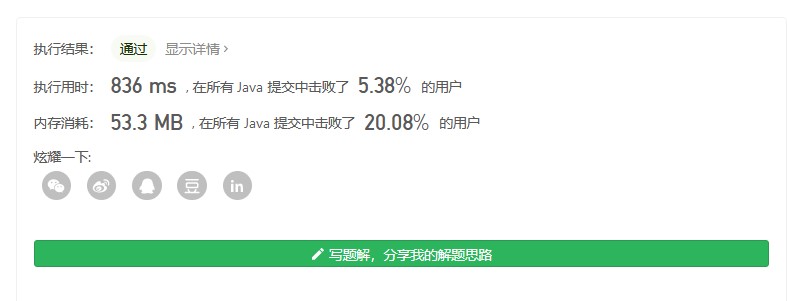 执行结果： 通过 显示详情 ›
执行用时： 836 ms , 在所有 Java 提交中击败了 5.38% 的用户
内存消耗： 53.3 MB , 在所有 Java 提交中击败了 20.08% 的用户
炫耀一下:
豆 in
写题解，分享我的解题思路